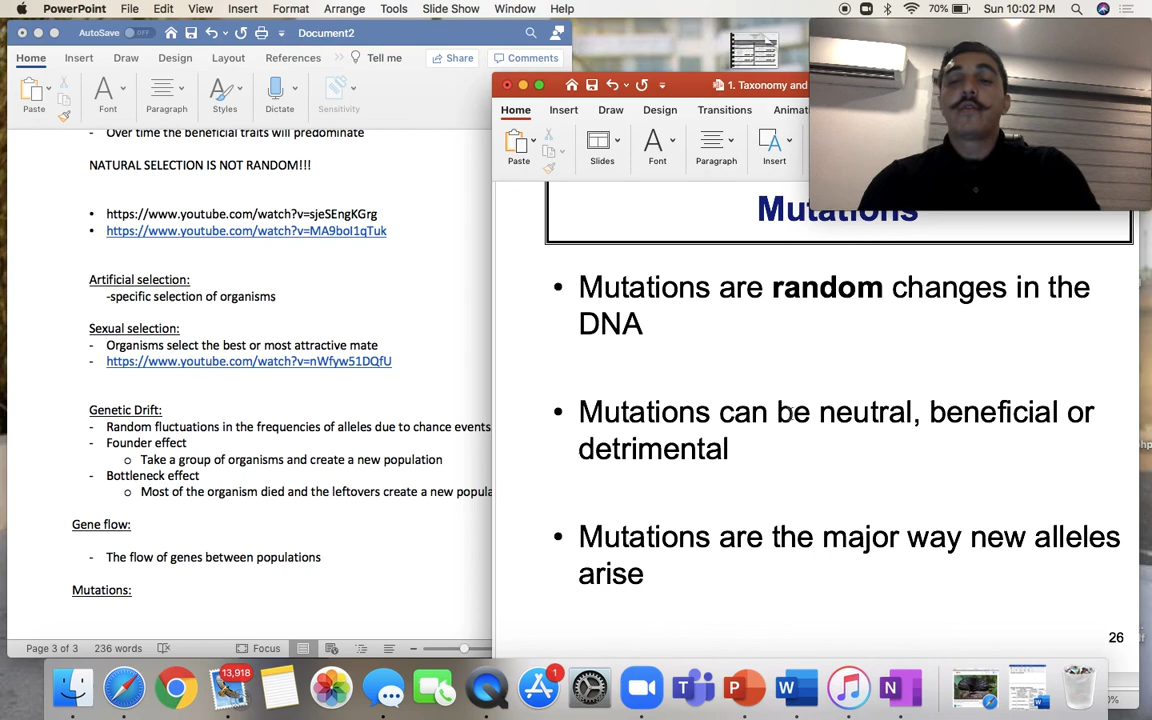 PowerPoint File Edit View Insert Format Arrange Tools Slide Show Window Help 70% Sun 10:02 PM
AutoSave OFF Document2
Home Insert Draw Design Layout References >> Tell me Share Comments
Paste Font Paragraph Styles Dictate Sensitivity
- Over time the beneficial traits will predominate
NATURAL SELECTION IS NOT RANDOM!!!
• https://www.youtube.com/watch?v=sjeSEngKGrg
• https://www.youtube.com/watch?v=MA9boI1qTuk
Artificial selection:
-specific selection of organisms
Sexual selection:
- Organisms select the best or most attractive mate
- https://www.youtube.com/watch?v=nWfyw51DQfU
Genetic Drift:
- Random fluctuations in the frequencies of alleles due to chance events
- Founder effect
o Take a group of organisms and create a new population
- Bottleneck effect
o Most of the organism died and the leftovers create a new popula
Gene flow:
- The flow of genes between populations
Mutations:
Page 3 of 3 236 words Focus
1. Taxonomy and
Home Insert Draw Design Transitions Animat
Paste Slides Font Paragraph Insert
Mutations
• Mutations are random changes in the
DNA
• Mutations can be neutral, beneficial or
detrimental
• Mutations are the major way new alleles
arise
26
13,918
1